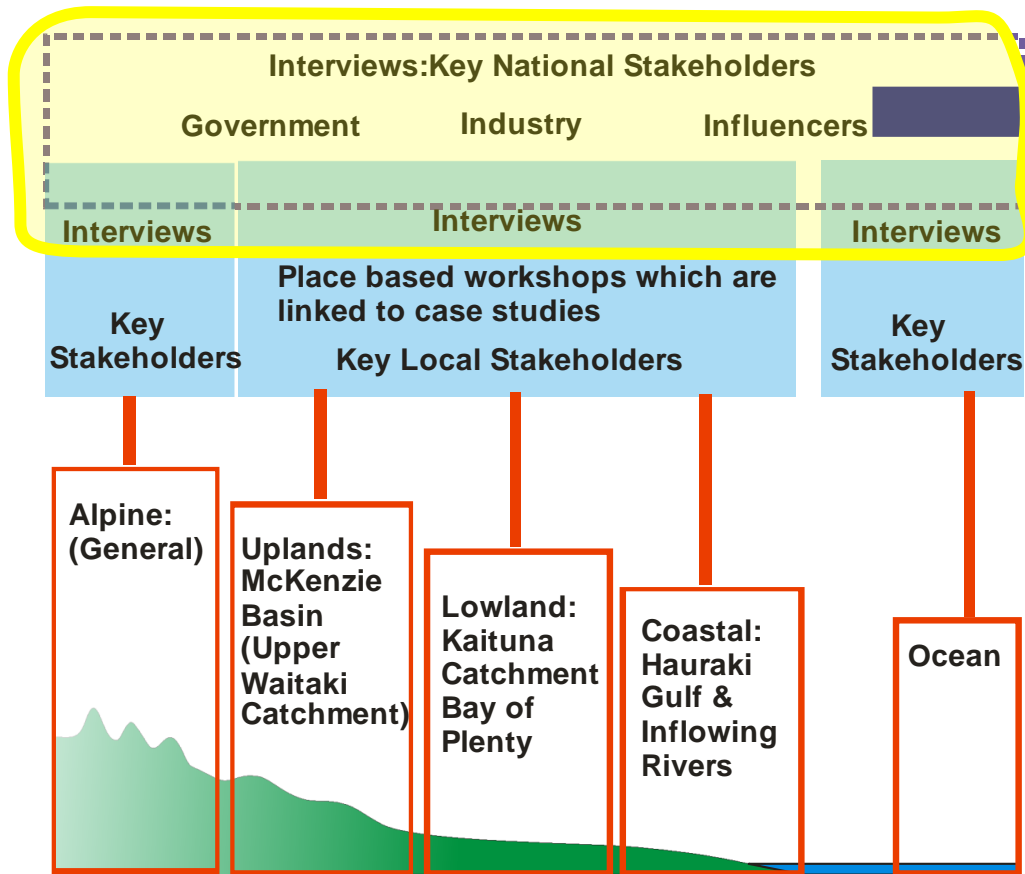 Interviews:Key National Stakeholders
Government
Industry
Influencers
Interviews
Interviews
Interviews
Place based workshops which are
linked to case studies
Key
Stakeholders
Key Local Stakeholders
Key
Stakeholders
Alpine:
(General)
Uplands:
McKenzie
Basin
(Upper
Waitaki
Catchment)
Lowland:
Kaituna
Catchment
Bay of
Plenty
Coastal:
Hauraki
Gulf &
Inflowing
Rivers
Ocean